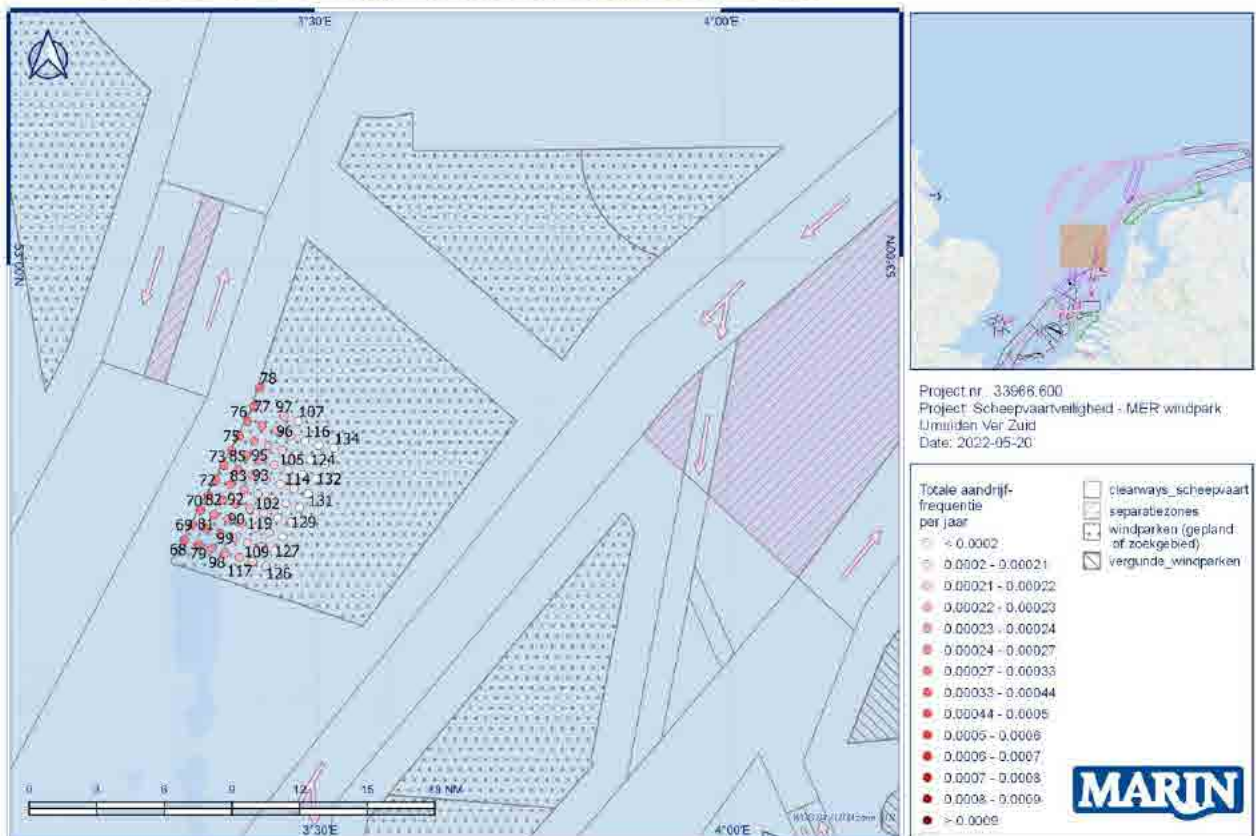 3°30'E
4°00'E
53°00'N
53°00'N
78
76
77
97
107
75
96
116
134
73
85
95
105
124
72
83
93
114
132
70
82
92
102
131
69
81
90
119
129
68
79
99
109
127
98
117
126
0 3 6 9 12 15 18 NM
3°30'E
4°00'E
Project nr. 33966.600
Project: Scheepvaartveiligheid - MER windpark
IJmuiden Ver Zuid
Date: 2022-05-20
Totale aandrijf-
frequentie
per jaar
< 0.0002
0.0002 - 0.00021
0.00021 - 0.00022
0.00022 - 0.00023
0.00023 - 0.00024
0.00024 - 0.00027
0.00027 - 0.00033
0.00033 - 0.00044
0.00044 - 0.0005
0.0005 - 0.0006
0.0006 - 0.0007
0.0007 - 0.0008
0.0008 - 0.0009
> 0.0009
clearways_scheepvaart
separatiezones
windparken (gepland
of zoekgebied)
vergunde_windparken
MARIN